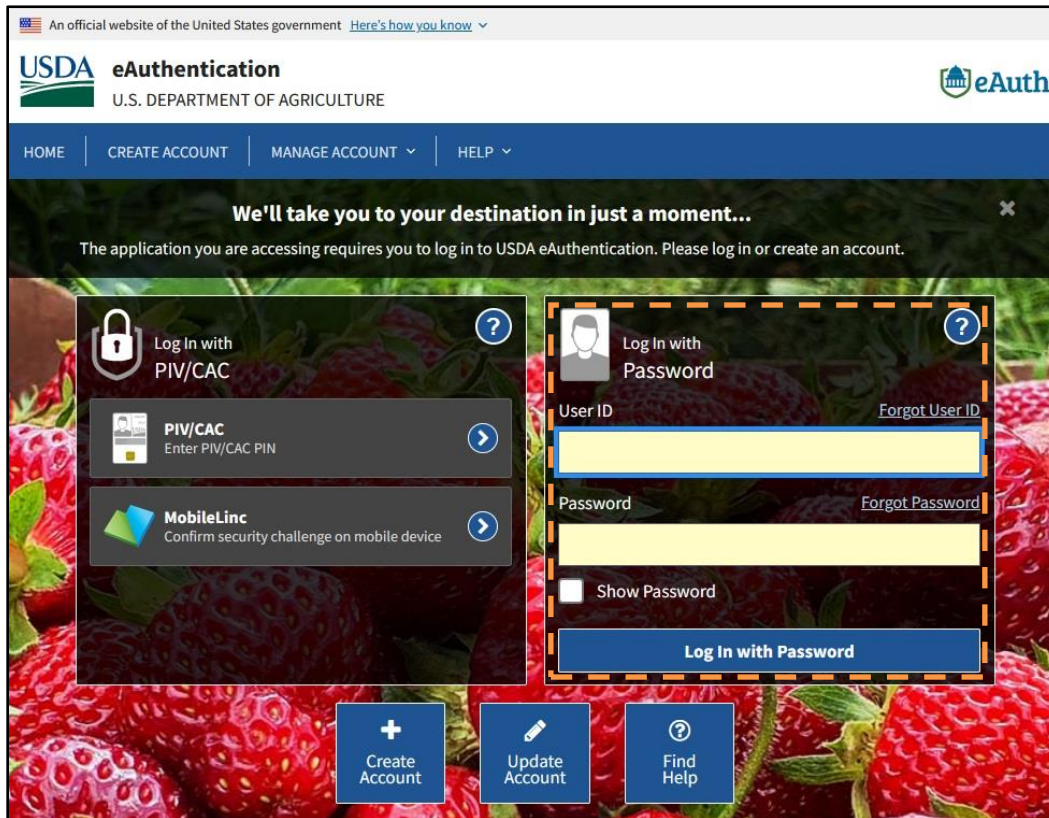 An official website of the United States government Here's how you know
USDA
eAuthentication
U.S. DEPARTMENT OF AGRICULTURE
eAuth
HOME CREATE ACCOUNT MANAGE ACCOUNT HELP
We'll take you to your destination in just a moment...
The application you are accessing requires you to log in to USDA eAuthentication. Please log in or create an account.
Log In with
PIV/CAC
?
PIV/CAC
Enter PIV/CAC PIN
MobileLinc
Confirm security challenge on mobile device
Log In with
Password
?
User ID Forgot User ID
Password Forgot Password
Show Password
Log In with Password
Create
Account
Update
Account
?
Find
Help